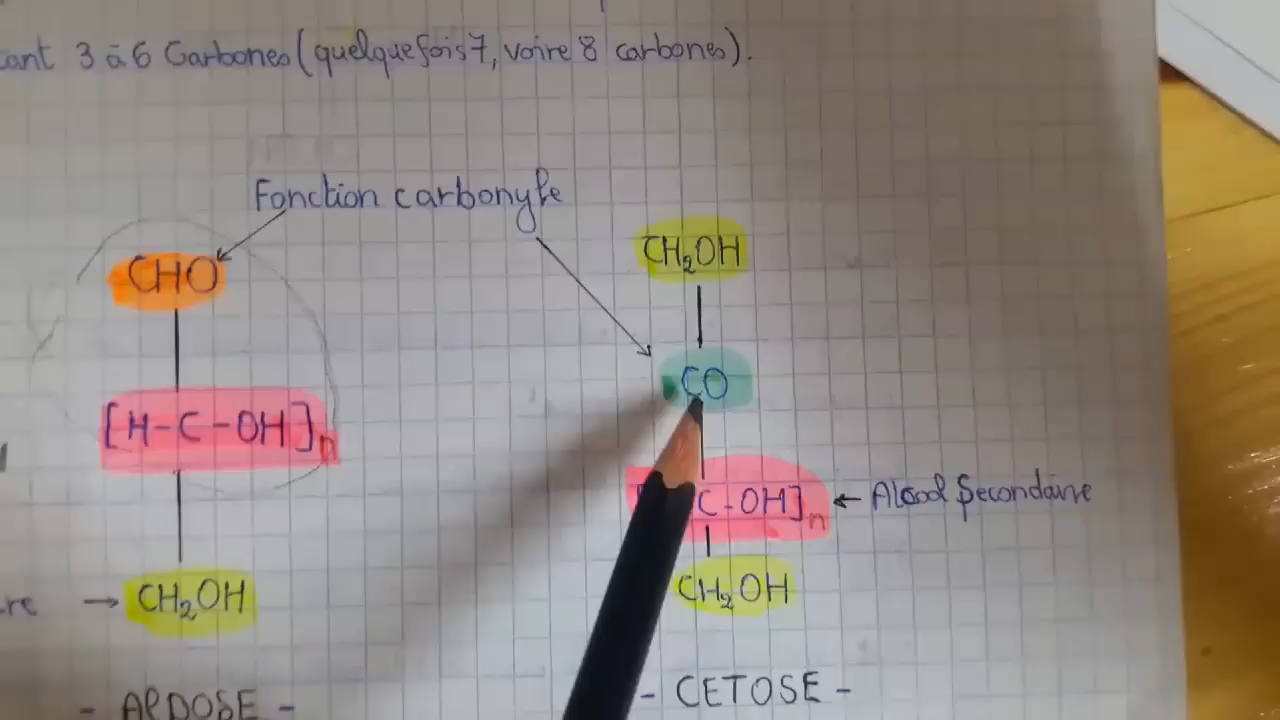 3 à 6 Carbones (quelquefois 7, voire 8 carbones).
Fonction carbonyle
CHO
CH₂OH
CO
[H-C-OH]n
C-OH]n ← Alcool Secondaire
→ CH₂OH
CH₂OH
- ALDOSE -
- CETOSE -